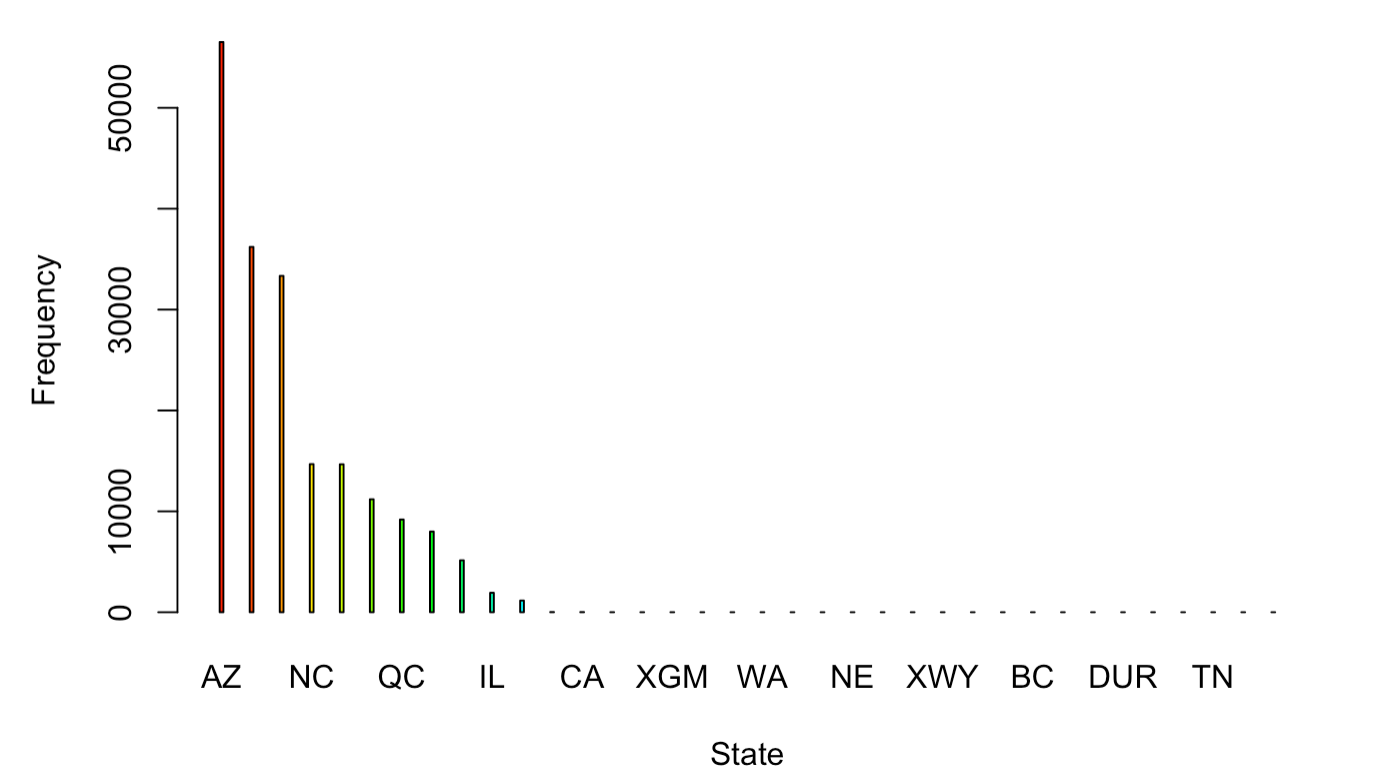 50000
30000
10000
0
Frequency
AZ NC QC IL CA XGM WA NE XWY BC DUR TN
State